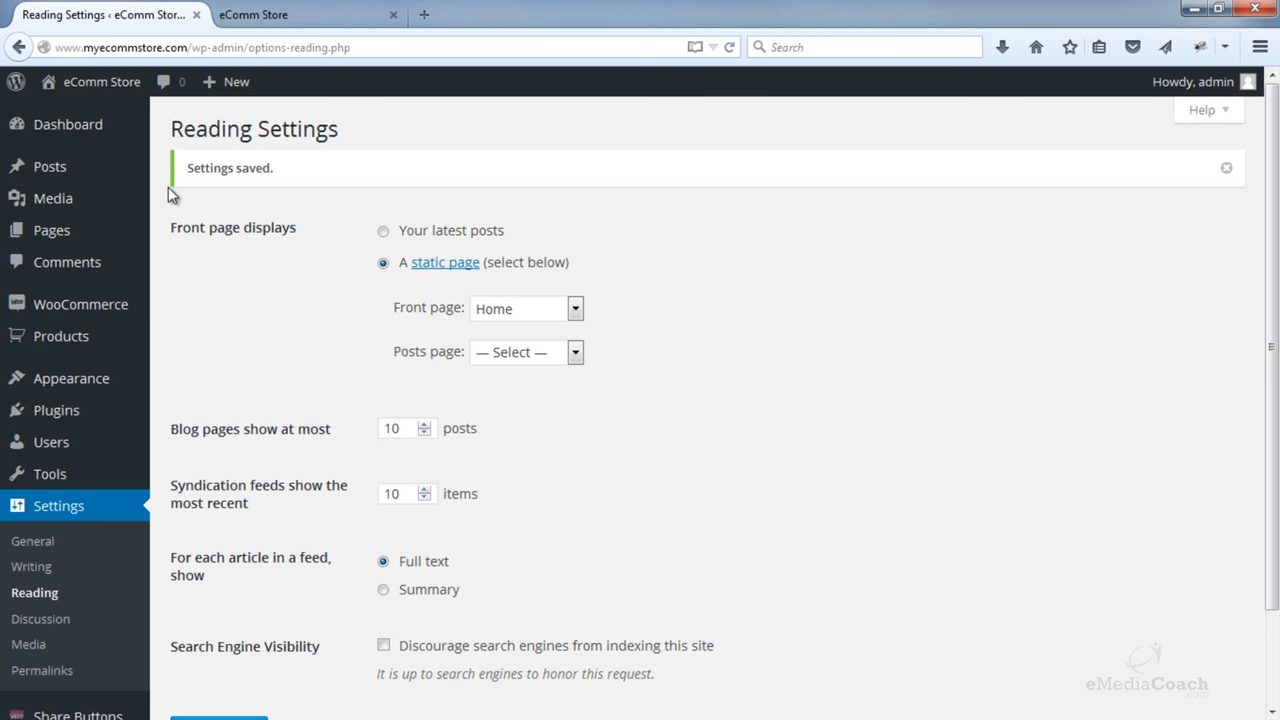 Reading Settings ‹ eComm Stor...
eComm Store
www.myecommstore.com/wp-admin/options-reading.php
Search
eComm Store
0
New
Howdy, admin
Dashboard
Posts
Media
Pages
Comments
WooCommerce
Products
Appearance
Plugins
Users
Tools
Settings
General
Writing
Reading
Discussion
Media
Permalinks
Share Buttons
Help
Reading Settings
Settings saved.
Front page displays
Your latest posts
A static page (select below)
Front page: Home
Posts page: — Select —
Blog pages show at most 10 posts
Syndication feeds show the
most recent
10 items
For each article in a feed,
show
Full text
Summary
Search Engine Visibility
Discourage search engines from indexing this site
It is up to search engines to honor this request.
eMediaCoach
.com